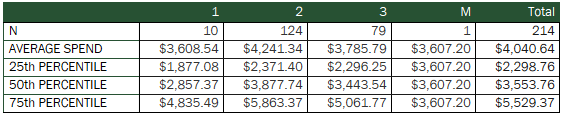 1 2 3 M Total
N 10 124 79 1 214
AVERAGE SPEND $3,608.54 $4,241.34 $3,785.79 $3,607.20 $4,040.64
25th PERCENTILE $1,877.08 $2,371.40 $2,296.25 $3,607.20 $2,298.76
50th PERCENTILE $2,857.37 $3,877.74 $3,443.54 $3,607.20 $3,553.76
75th PERCENTILE $4,835.49 $5,863.37 $5,061.77 $3,607.20 $5,529.37